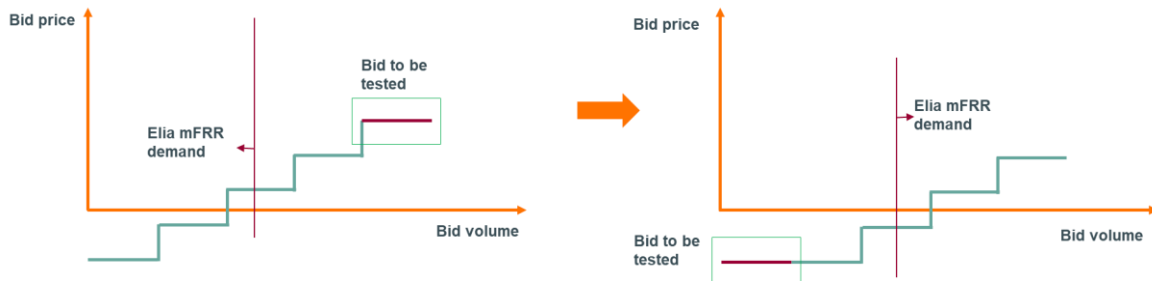 Bid price
Bid to be
tested
Elia mFRR
demand
Bid volume
Bid price
Elia mFRR
demand
Bid to be
tested
Bid volume